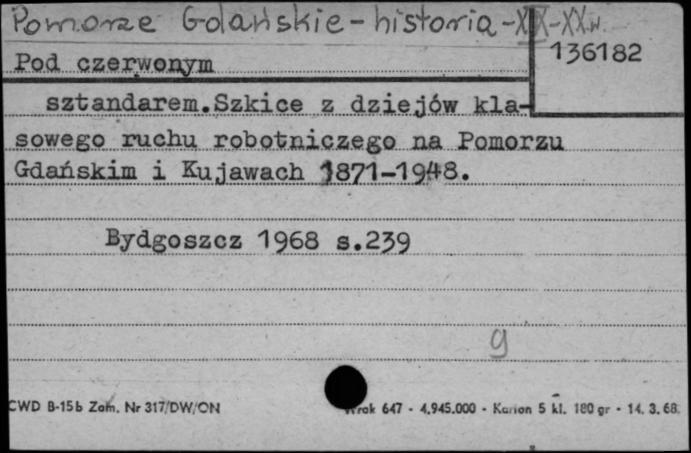 Pomorze Gdańskie - historia - XIX-XX w.
136182
Pod czerwonym
sztandarem.Szkice z dziejów kla-
sowego ruchu robotniczego na Pomorzu
Gdańskim i Kujawach 1871-1948.
Bydgoszcz 1968 s.239
g
CWD B-15b Zam. Nr 317/DW/ON
647 - 4.945.000 - Karton 5 kl. 180 gr - 14. 3. 68.